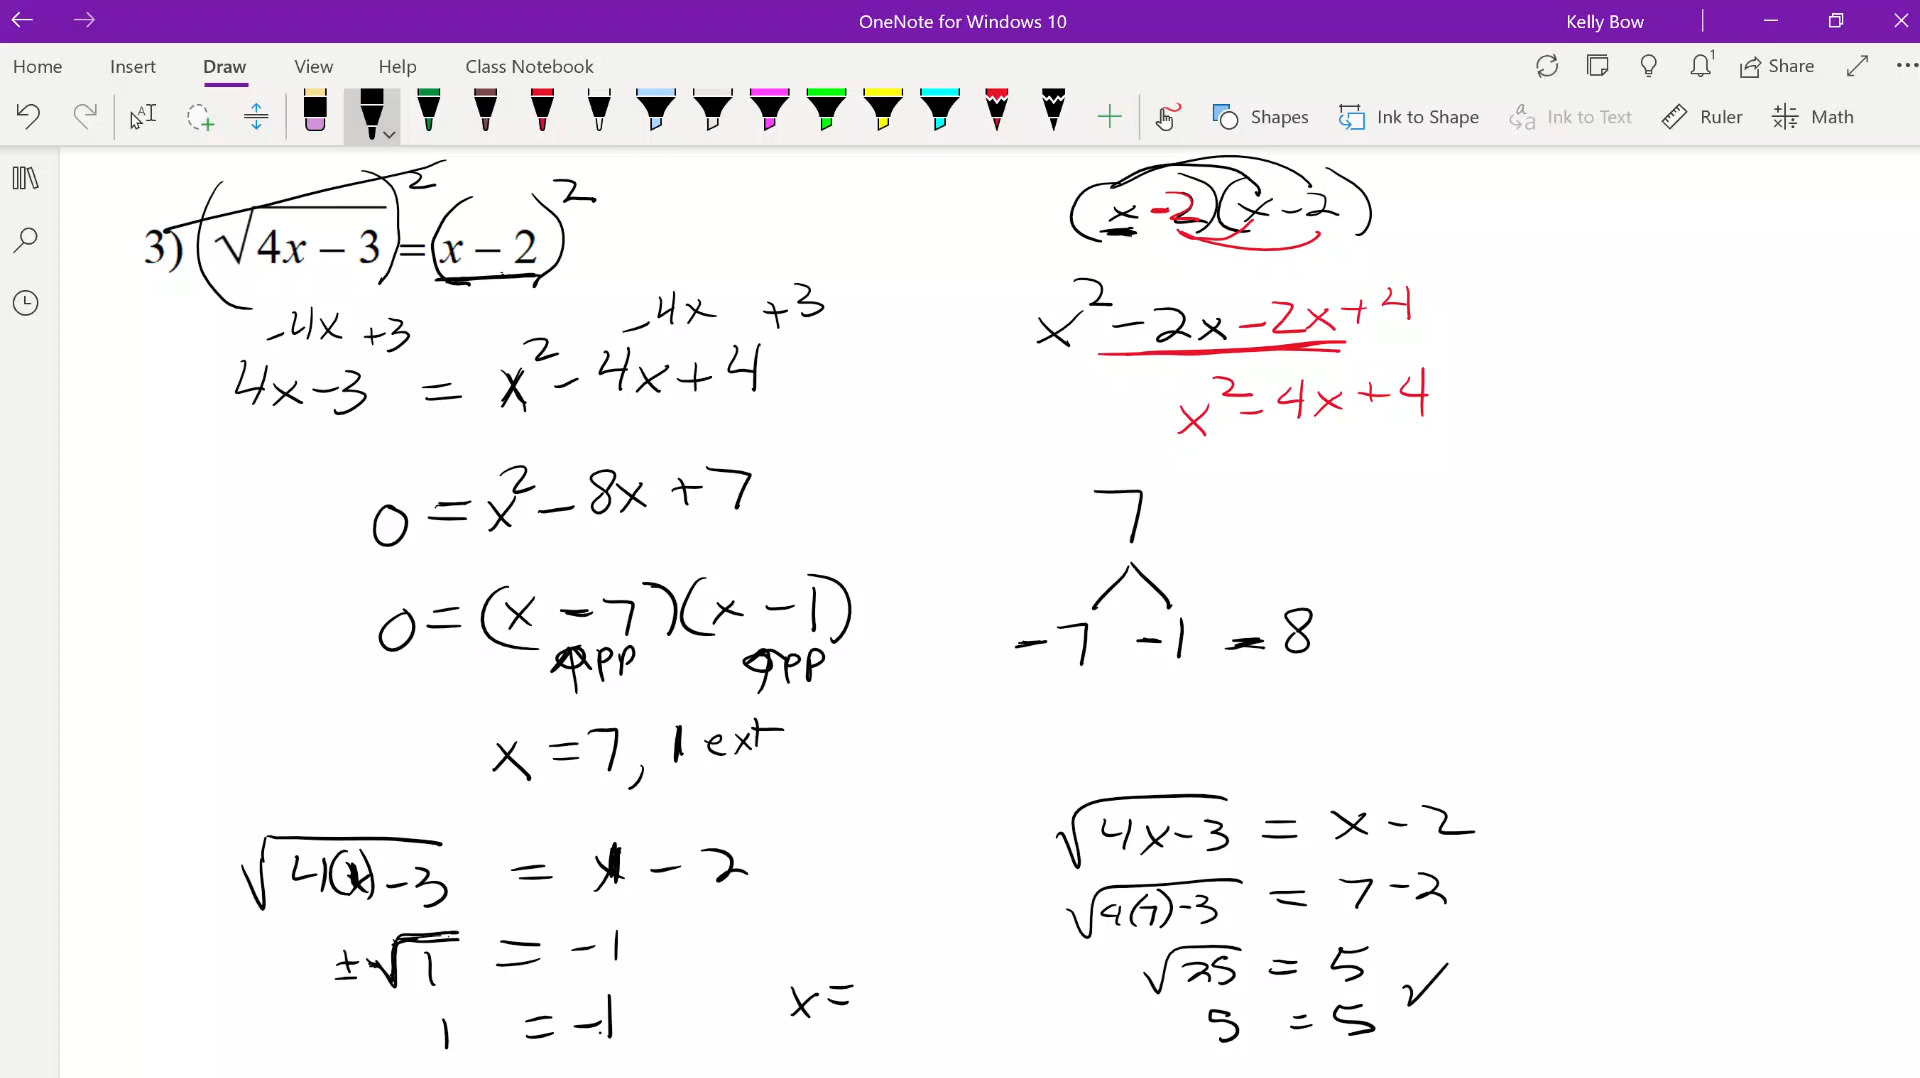 OneNote for Windows 10
Kelly Bow
Home Insert Draw View Help Class Notebook
1
Share
Shapes Ink to Shape Ink to Text Ruler Math
3) (√4x − 3)² = (x − 2)²
-4x +3 -4x +3
4x-3 = x² - 4x + 4
0 = x² - 8x + 7
0 = (x - 7)(x - 1)
opp opp
x = 7, 1 ext
√4(1)-3 = 1 - 2
±√1 = -1
1 = -1
x =
(x -2)(x -2)
x² - 2x - 2x + 4
x² - 4x + 4
7
-7 -1 = 8
√4x-3 = x - 2
√4(7)-3 = 7 - 2
√25 = 5
5 = 5 ✓